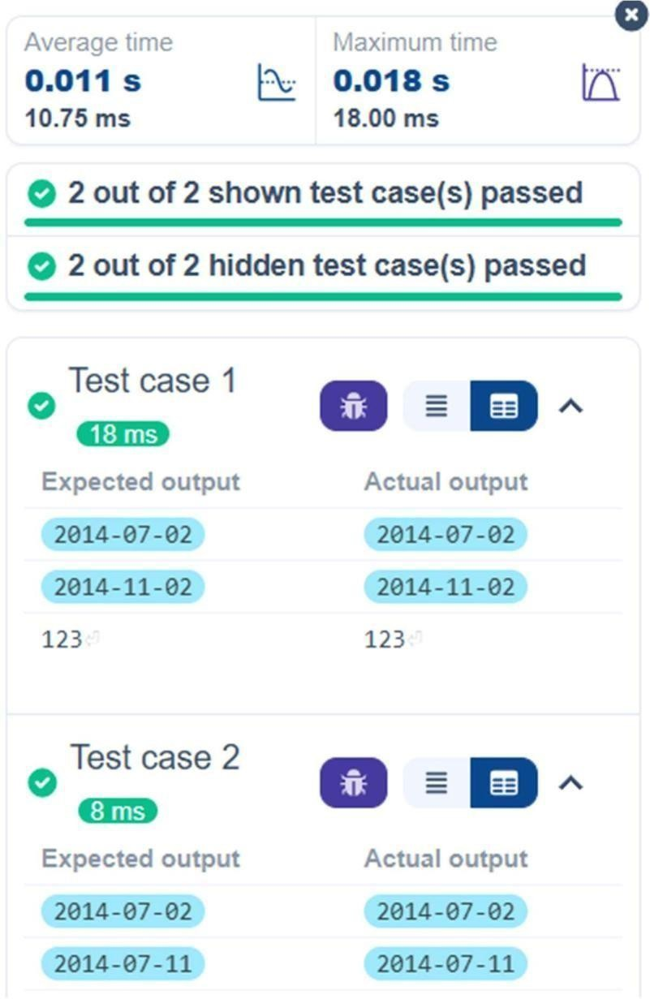 Average time Maximum time
0.011 s 0.018 s
10.75 ms 18.00 ms
2 out of 2 shown test case(s) passed
2 out of 2 hidden test case(s) passed
Test case 1
18 ms
Expected output Actual output
2014-07-02 2014-07-02
2014-11-02 2014-11-02
123⏎ 123⏎
Test case 2
8 ms
Expected output Actual output
2014-07-02 2014-07-02
2014-07-11 2014-07-11